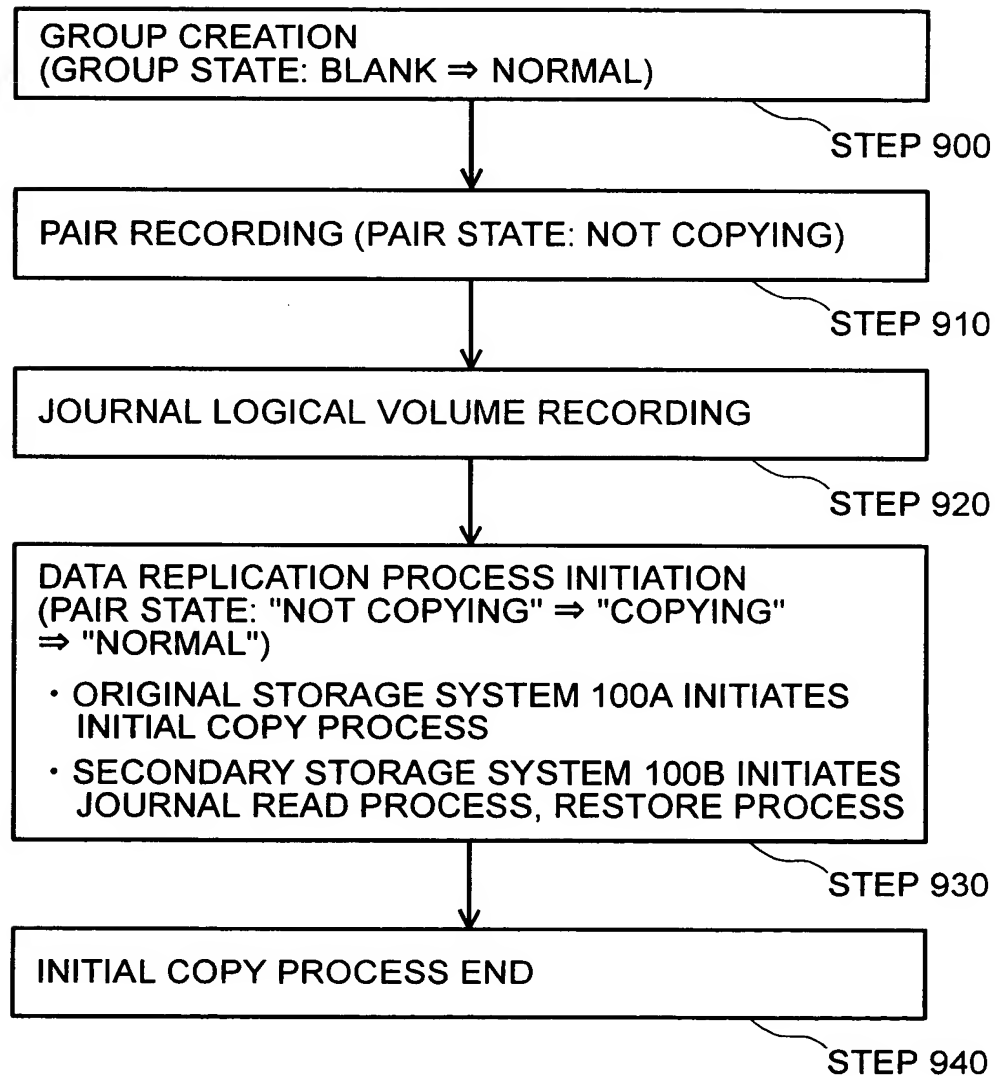 GROUP CREATION
(GROUP STATE: BLANK ⇒ NORMAL)
STEP 900
PAIR RECORDING (PAIR STATE: NOT COPYING)
STEP 910
JOURNAL LOGICAL VOLUME RECORDING
STEP 920
DATA REPLICATION PROCESS INITIATION
(PAIR STATE: "NOT COPYING" ⇒ "COPYING"
⇒ "NORMAL")
・ORIGINAL STORAGE SYSTEM 100A INITIATES
INITIAL COPY PROCESS
・SECONDARY STORAGE SYSTEM 100B INITIATES
JOURNAL READ PROCESS, RESTORE PROCESS
STEP 930
INITIAL COPY PROCESS END
STEP 940